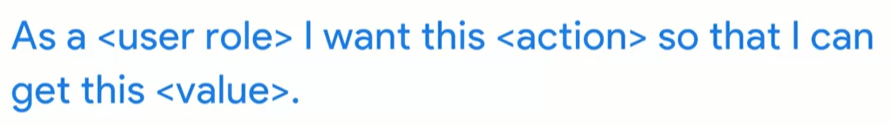 As a <user role> I want this <action> so that I can
get this <value>.